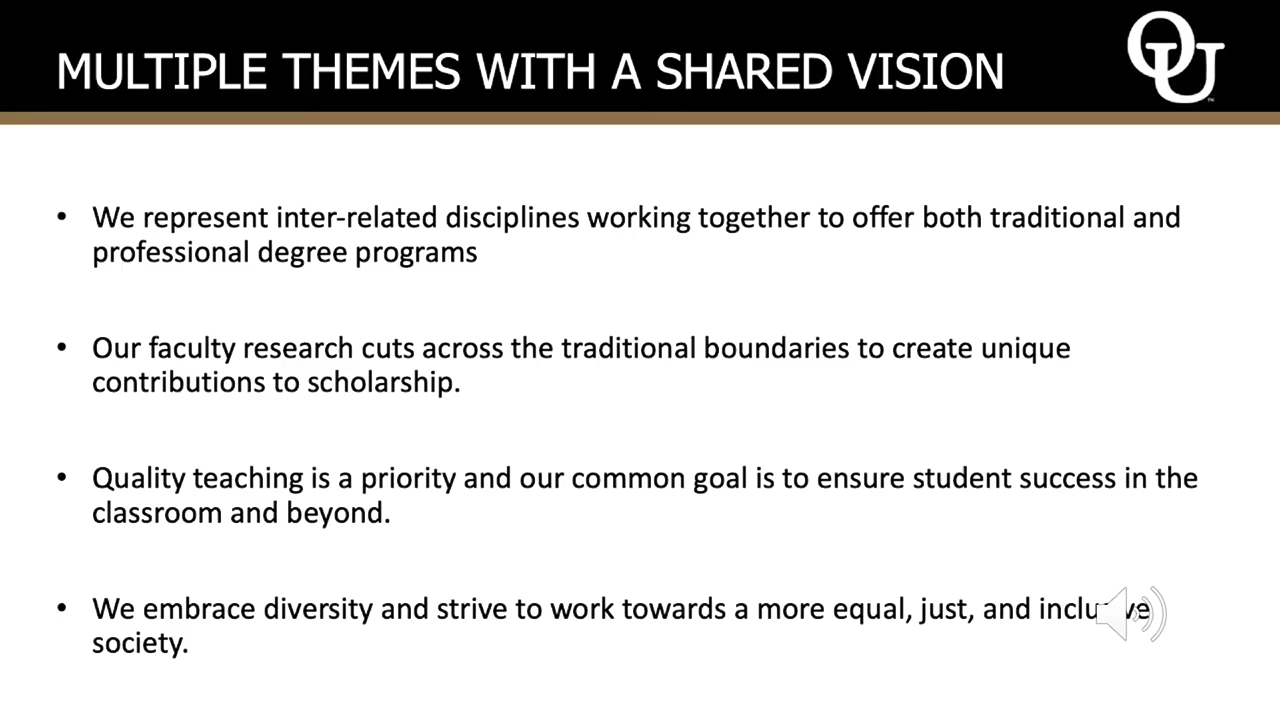 MULTIPLE THEMES WITH A SHARED VISION
OU
TM
• We represent inter-related disciplines working together to offer both traditional and
professional degree programs
• Our faculty research cuts across the traditional boundaries to create unique
contributions to scholarship.
• Quality teaching is a priority and our common goal is to ensure student success in the
classroom and beyond.
• We embrace diversity and strive to work towards a more equal, just, and inclusive
society.